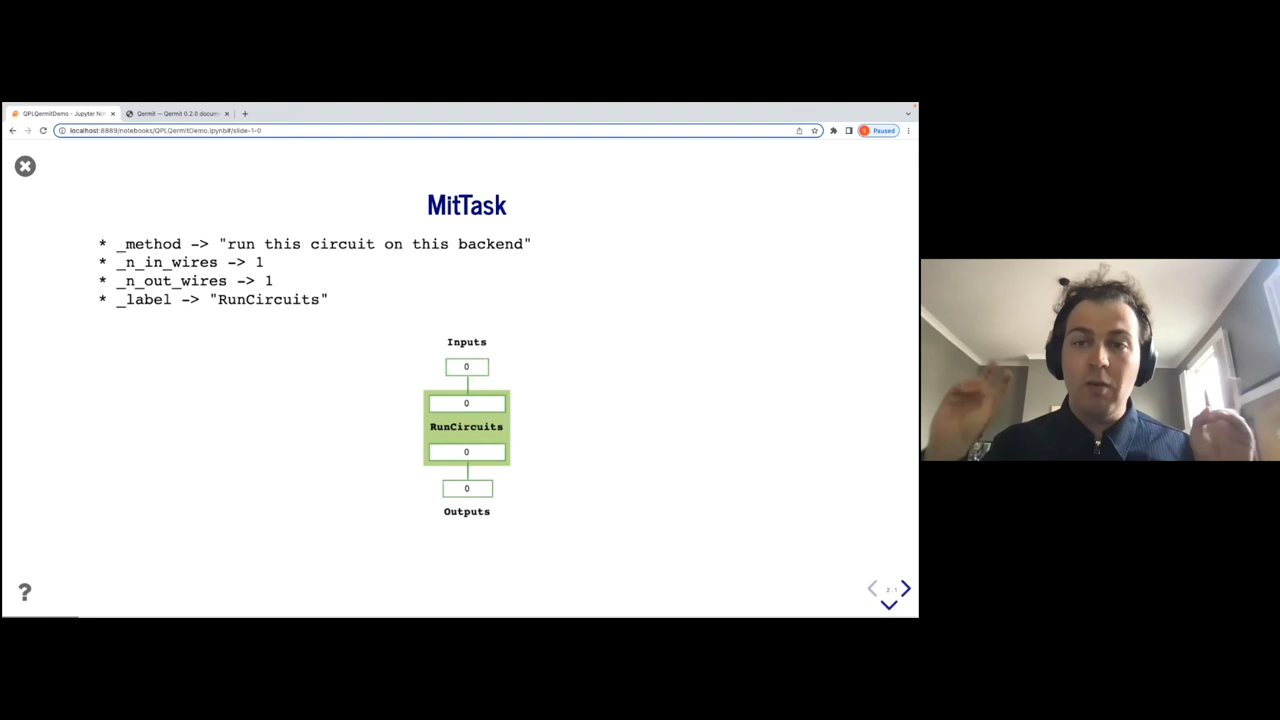 QPLQermitDemo - Jupyter No
Qermit — Qermit 0.2.0 docum
localhost:8889/notebooks/QPLQermitDemo.ipynb#/slide-1-0
S
Paused
MitTask
* _method -> "run this circuit on this backend"
* _n_in_wires -> 1
* _n_out_wires -> 1
* _label -> "RunCircuits"
Inputs
0
0
RunCircuits
0
0
Outputs
?
2.1